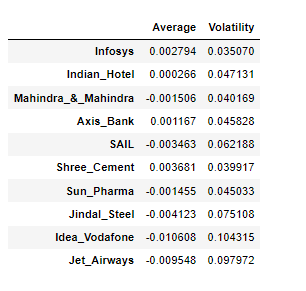 Average Volatility
Infosys 0.002794 0.035070
Indian_Hotel 0.000266 0.047131
Mahindra_&_Mahindra -0.001506 0.040169
Axis_Bank 0.001167 0.045828
SAIL -0.003463 0.062188
Shree_Cement 0.003681 0.039917
Sun_Pharma -0.001455 0.045033
Jindal_Steel -0.004123 0.075108
Idea_Vodafone -0.010608 0.104315
Jet_Airways -0.009548 0.097972